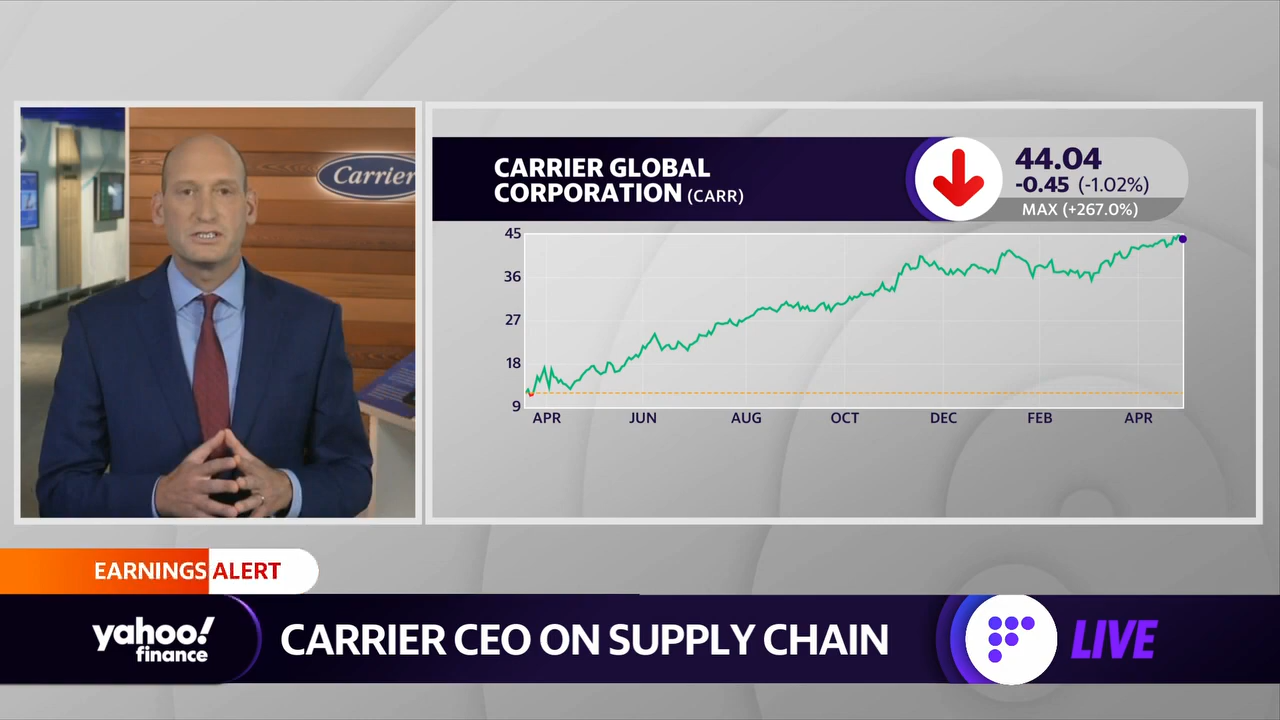 Carrier
CARRIER GLOBAL
CORPORATION (CARR)
44.04
-0.45 (-1.02%)
MAX (+267.0%)
45
36
27
18
9
APR JUN AUG OCT DEC FEB APR
EARNINGS ALERT
yahoo!
finance
CARRIER CEO ON SUPPLY CHAIN
LIVE